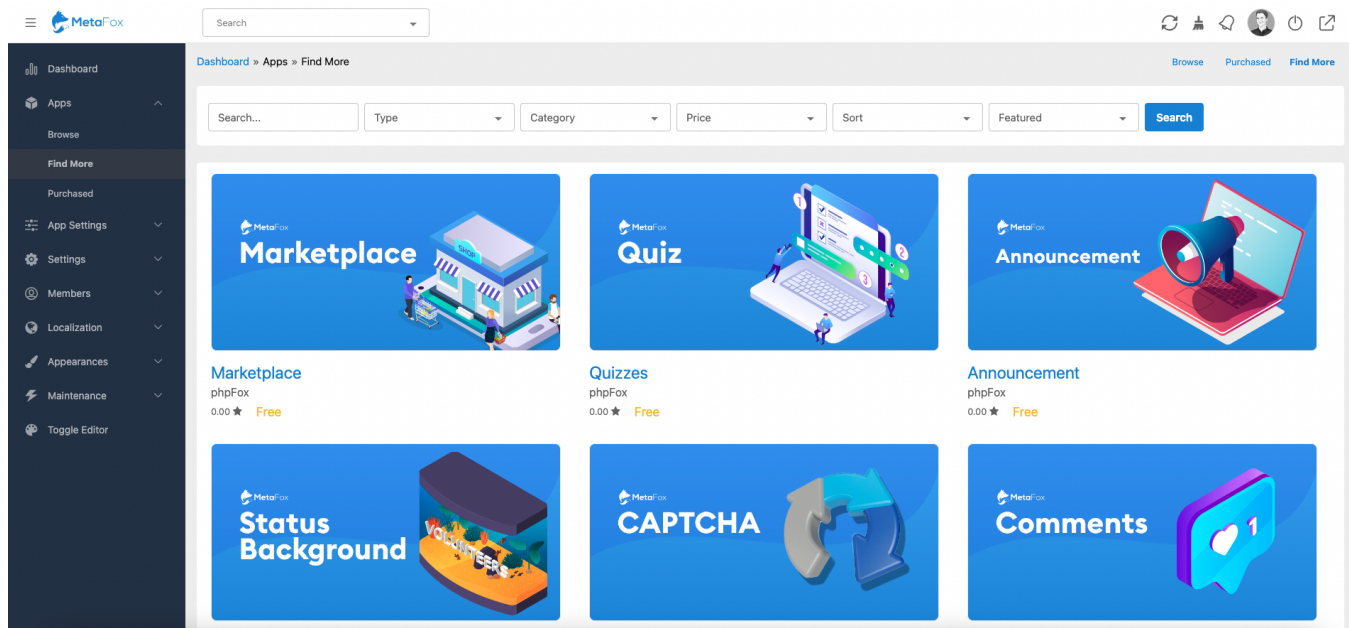 MetaFox
Search
Dashboard
Apps
Browse
Find More
Purchased
App Settings
Settings
Members
Localization
Appearances
Maintenance
Toggle Editor
Dashboard » Apps » Find More
Browse Purchased Find More
Search... Type Category Price Sort Featured Search
MetaFox
Marketplace
SHOP
Marketplace
phpFox
0.00 Free
MetaFox
Quiz
1
2
3
Quizzes
phpFox
0.00 Free
MetaFox
Announcement
Announcement
phpFox
0.00 Free
MetaFox
Status
Background
VOLUNTEERS
MetaFox
CAPTCHA
MetaFox
Comments
1